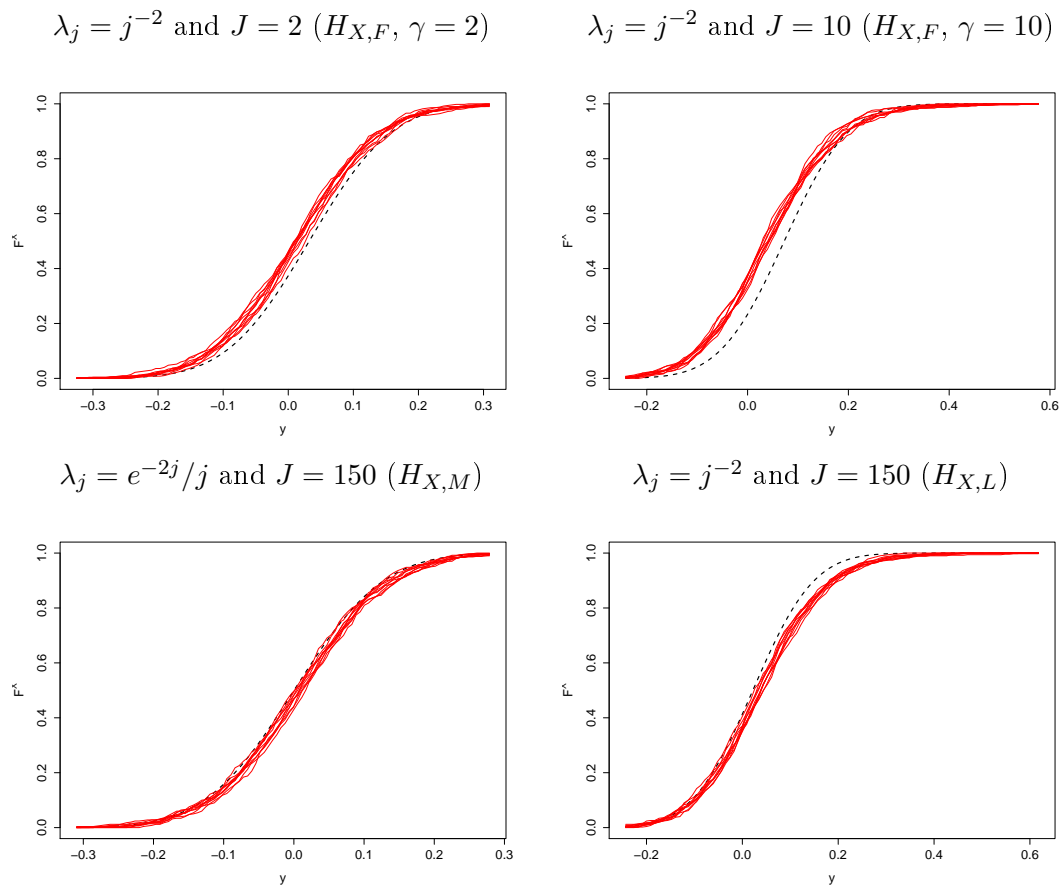 λ_j = j^{-2} and J = 2 (H_{X,F}, γ = 2)
λ_j = j^{-2} and J = 10 (H_{X,F}, γ = 10)
1.0
0.8
0.6
0.4
0.2
0.0
F^
−0.3 −0.2 −0.1 0.0 0.1 0.2 0.3
y
1.0
0.8
0.6
0.4
0.2
0.0
F^
−0.2 0.0 0.2 0.4 0.6
y
λ_j = e^{-2j}/j and J = 150 (H_{X,M})
λ_j = j^{-2} and J = 150 (H_{X,L})
1.0
0.8
0.6
0.4
0.2
0.0
F^
−0.3 −0.2 −0.1 0.0 0.1 0.2 0.3
y
1.0
0.8
0.6
0.4
0.2
0.0
F^
−0.2 0.0 0.2 0.4 0.6
y